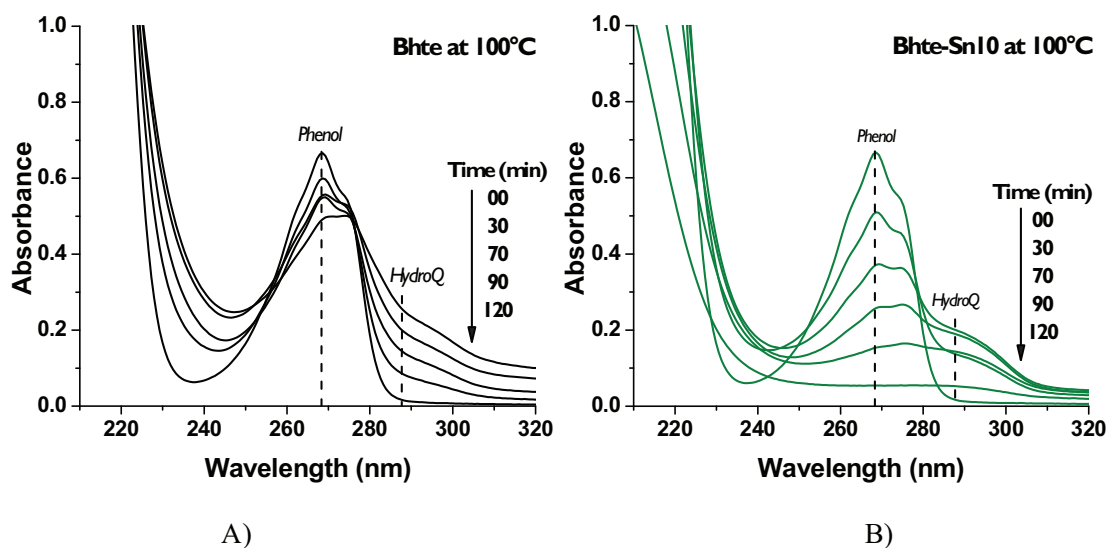 Bhte at 100°C
Phenol
HydroQ
Time (min)
00
30
70
90
120
Absorbance
1.0
0.8
0.6
0.4
0.2
0.0
220 240 260 280 300 320
Wavelength (nm)
A)
Bhte-Sn10 at 100°C
Phenol
HydroQ
Time (min)
00
30
70
90
120
Absorbance
1.0
0.8
0.6
0.4
0.2
0.0
220 240 260 280 300 320
Wavelength (nm)
B)